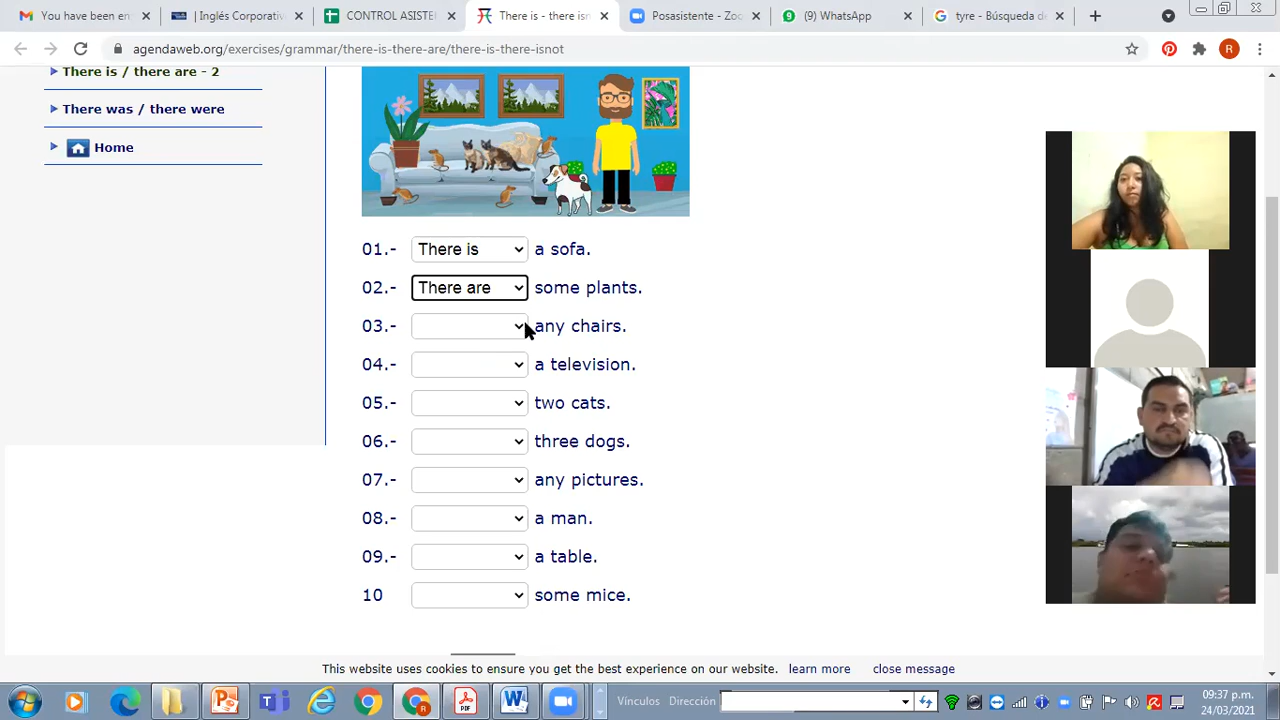 You have been en
Inglés Corporativ
CONTROL ASISTE
There is - there isn
Posasistente - Zoo
(9) WhatsApp
tyre - Búsqueda d
agendaweb.org/exercises/grammar/there-is-there-are/there-is-there-isnot
There is / there are - 2
There was / there were
Home
01.- There is a sofa.
02.- There are some plants.
03.- any chairs.
04.- a television.
05.- two cats.
06.- three dogs.
07.- any pictures.
08.- a man.
09.- a table.
10 some mice.
This website uses cookies to ensure you get the best experience on our website. learn more close message
Vínculos Dirección
09:37 p.m.
24/03/2021